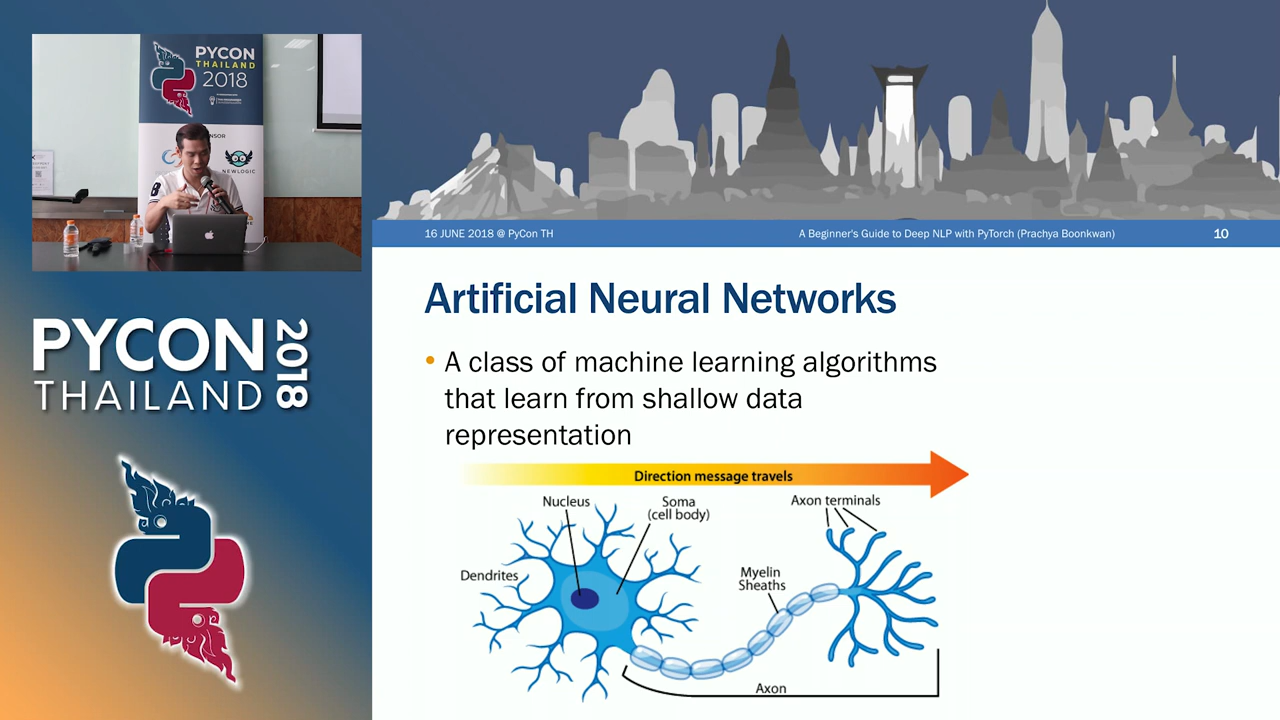 PYCON
THAILAND
2018
NEWLOGIC
PYCON 2018
THAILAND
16 JUNE 2018 @ PyCon TH
A Beginner's Guide to Deep NLP with PyTorch (Prachya Boonkwan)
10
Artificial Neural Networks
• A class of machine learning algorithms
that learn from shallow data
representation
Direction message travels
Nucleus
Soma
(cell body)
Axon terminals
Dendrites
Myelin
Sheaths
Axon